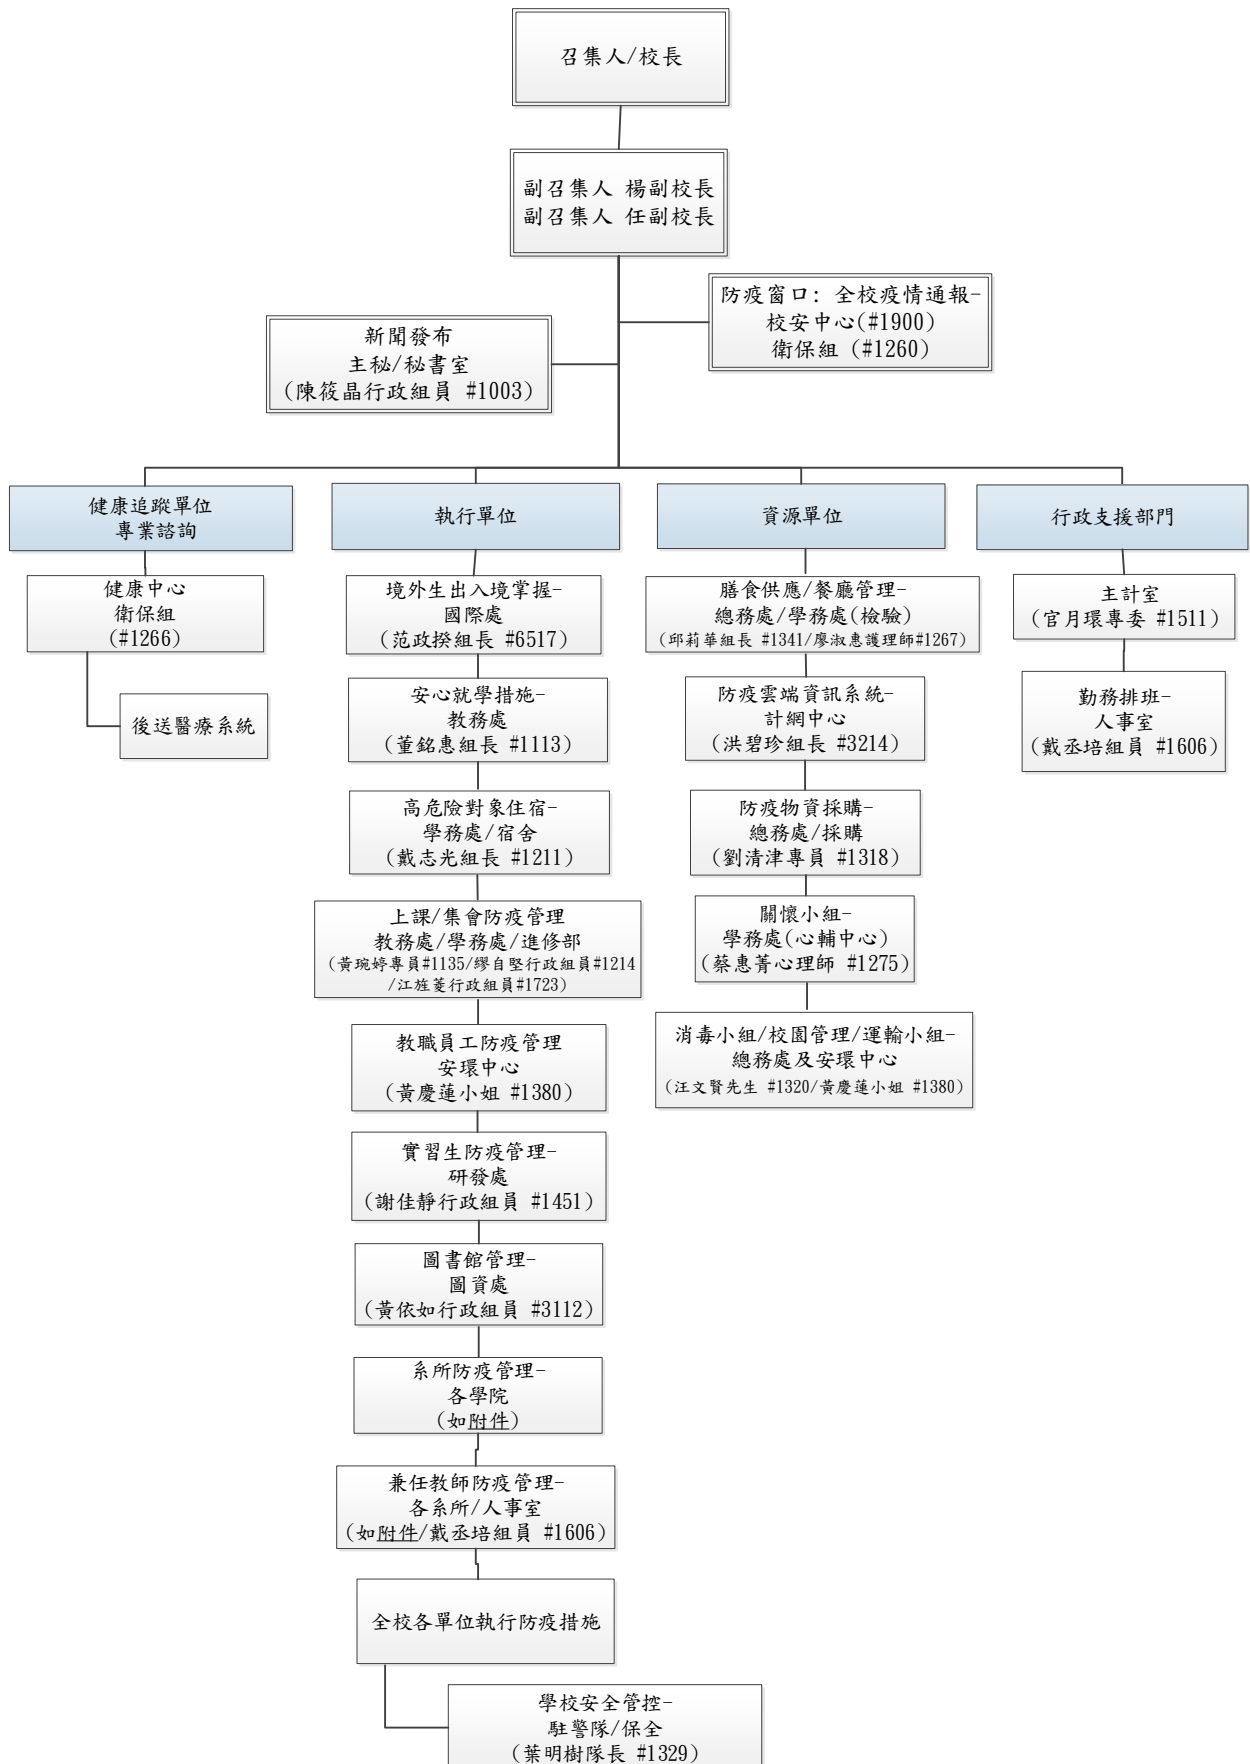 召集人/校長
副召集人 楊副校長
副召集人 任副校長
防疫窗口: 全校疫情通報-
校安中心(#1900)
衛保組 (#1260)
新聞發布
主秘/秘書室
(陳筱晶行政組員 #1003)
健康追蹤單位
專業諮詢
健康中心
衛保組
(#1266)
後送醫療系統
執行單位
境外生出入境掌握-
國際處
(范政揆組長 #6517)
安心就學措施-
教務處
(董銘惠組長 #1113)
高危險對象住宿-
學務處/宿舍
(戴志光組長 #1211)
上課/集會防疫管理
教務處/學務處/進修部
(黃琬婷專員#1135/繆自堅行政組員#1214
/江旌菱行政組員#1723)
教職員工防疫管理
安環中心
(黃慶蓮小姐 #1380)
實習生防疫管理-
研發處
(謝佳靜行政組員 #1451)
圖書館管理-
圖資處
(黃依如行政組員 #3112)
系所防疫管理-
各學院
(如附件)
兼任教師防疫管理-
各系所/人事室
(如附件/戴丞培組員 #1606)
全校各單位執行防疫措施
學校安全管控-
駐警隊/保全
(葉明樹隊長 #1329)
資源單位
膳食供應/餐廳管理-
總務處/學務處(檢驗)
(邱莉華組長 #1341/廖淑惠護理師#1267)
防疫雲端資訊系統-
計網中心
(洪碧珍組長 #3214)
防疫物資採購-
總務處/採購
(劉清津專員 #1318)
關懷小組-
學務處(心輔中心)
(蔡惠菁心理師 #1275)
消毒小組/校園管理/運輸小組-
總務處及安環中心
(汪文賢先生 #1320/黃慶蓮小姐 #1380)
行政支援部門
主計室
(官月環專委 #1511)
勤務排班-
人事室
(戴丞培組員 #1606)